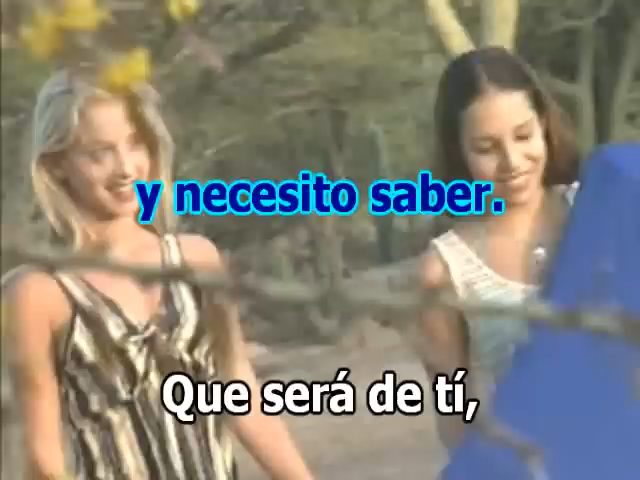 y necesito saber.
Que será de tí,